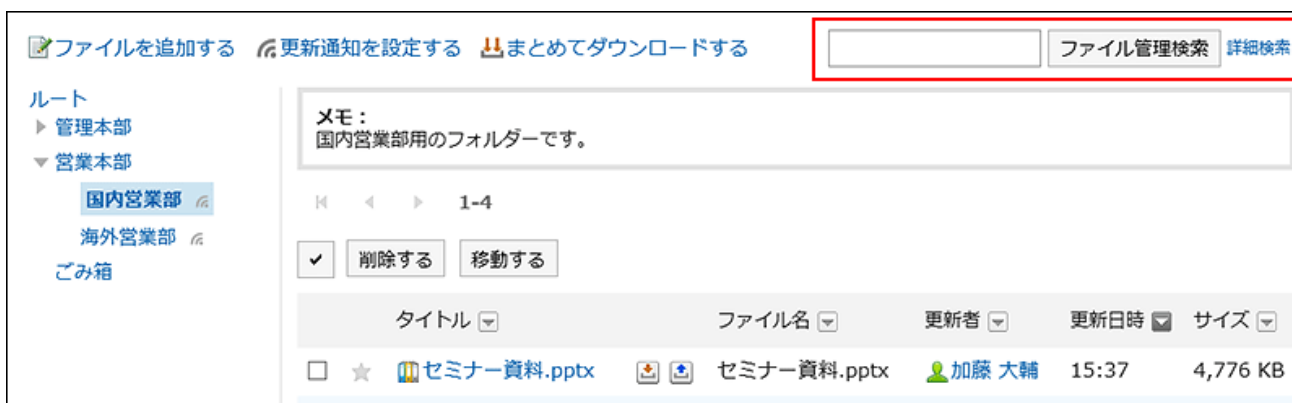 ファイルを追加する 更新通知を設定する まとめてダウンロードする ファイル管理検索 詳細検索
ルート
管理本部
営業本部
国内営業部
海外営業部
ごみ箱
メモ：
国内営業部用のフォルダーです。
1-4
削除する 移動する
タイトル ファイル名 更新者 更新日時 サイズ
セミナー資料.pptx セミナー資料.pptx 加藤 大輔 15:37 4,776 KB